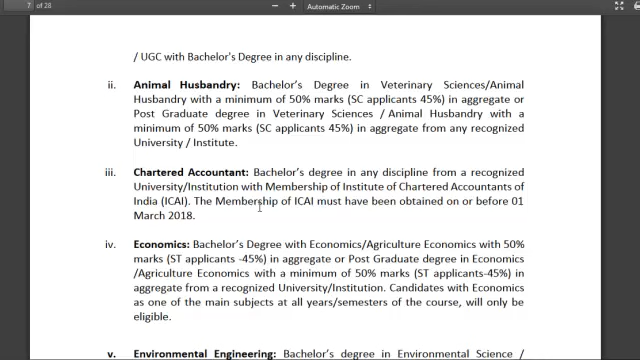 7 of 28
Automatic Zoom
/ UGC with Bachelor's Degree in any discipline.
ii. Animal Husbandry: Bachelor's Degree in Veterinary Sciences/Animal
Husbandry with a minimum of 50% marks (SC applicants 45%) in aggregate or
Post Graduate degree in Veterinary Sciences / Animal Husbandry with a
minimum of 50% marks (SC applicants 45%) in aggregate from any recognized
University / Institute.
iii. Chartered Accountant: Bachelor's degree in any discipline from a recognized
University/Institution with Membership of Institute of Chartered Accountants of
India (ICAI). The Membership of ICAI must have been obtained on or before 01
March 2018.
iv. Economics: Bachelor's Degree with Economics/Agriculture Economics with 50%
marks (ST applicants -45%) in aggregate or Post Graduate degree in Economics
/Agriculture Economics with a minimum of 50% marks (ST applicants-45%) in
aggregate from a recognized University/Institution. Candidates with Economics
as one of the main subjects at all years/semesters of the course, will only be
eligible.
v. Environmental Engineering: Bachelor's degree in Environmental Science /